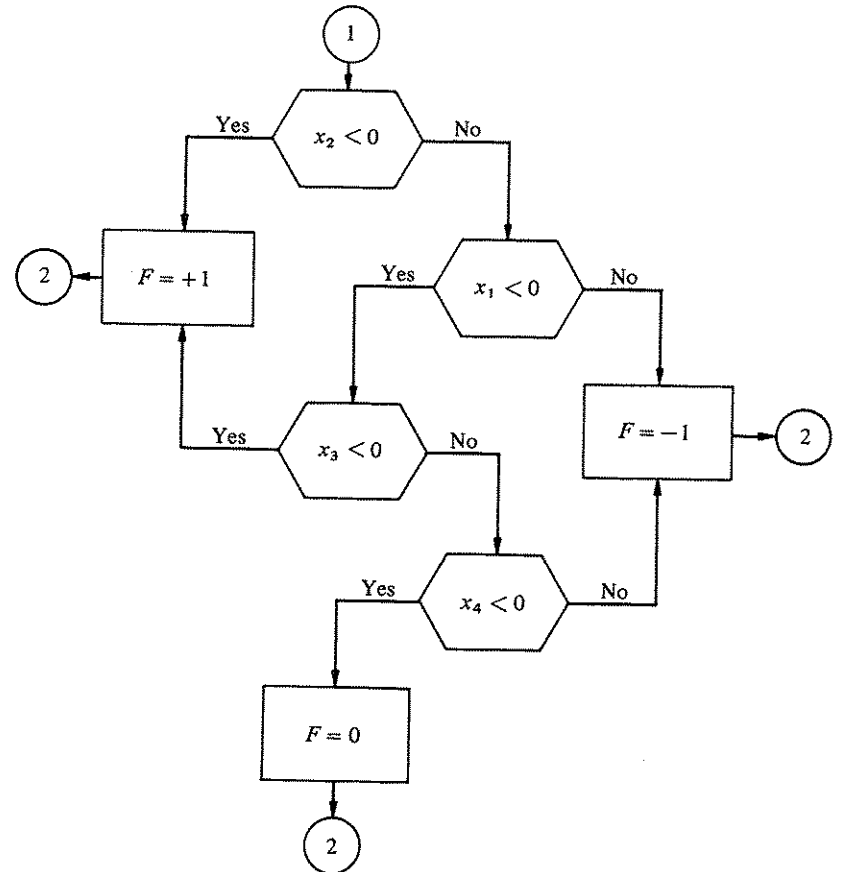 1
x₂ < 0
Yes
No
F = +1
2
x₁ < 0
Yes
No
x₃ < 0
Yes
No
F = −1
2
x₄ < 0
Yes
No
F = 0
2